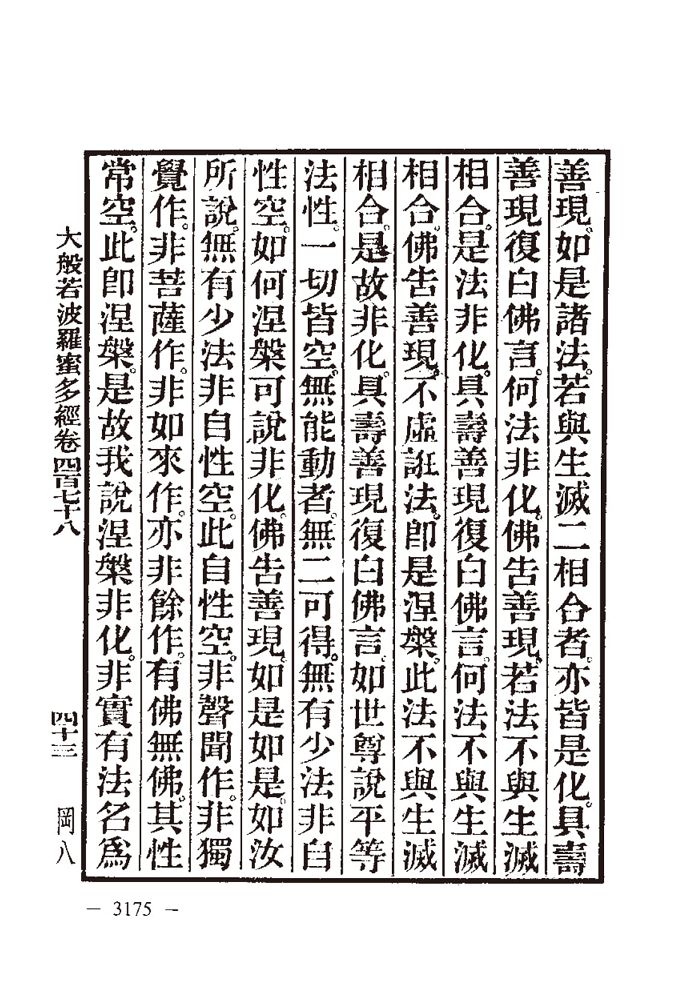 善現。如是諸法。若與生滅二相合者。亦皆是化。具壽
善現復白佛言。何法非化。佛告善現。若法不與生滅
相合。是法非化。具壽善現復白佛言。何法不與生滅
相合。佛告善現。不虛誑法。卽是涅槃。此法不與生滅
相合。是故非化。具壽善現復白佛言。如世尊說平等
法性。一切皆空。無能動者。無二可得。無有少法非自
性空。如何涅槃可說非化。佛告善現。如是如是。如汝
所說。無有少法非自性空。此自性空。非聲聞作。非獨
覺作。非菩薩作。非如來作。亦非餘作。有佛無佛。其性
常空。此卽涅槃。是故我說涅槃非化。非實有法名爲
大般若波羅蜜多經卷四百七十八
四十三
岡八
— 3175 —